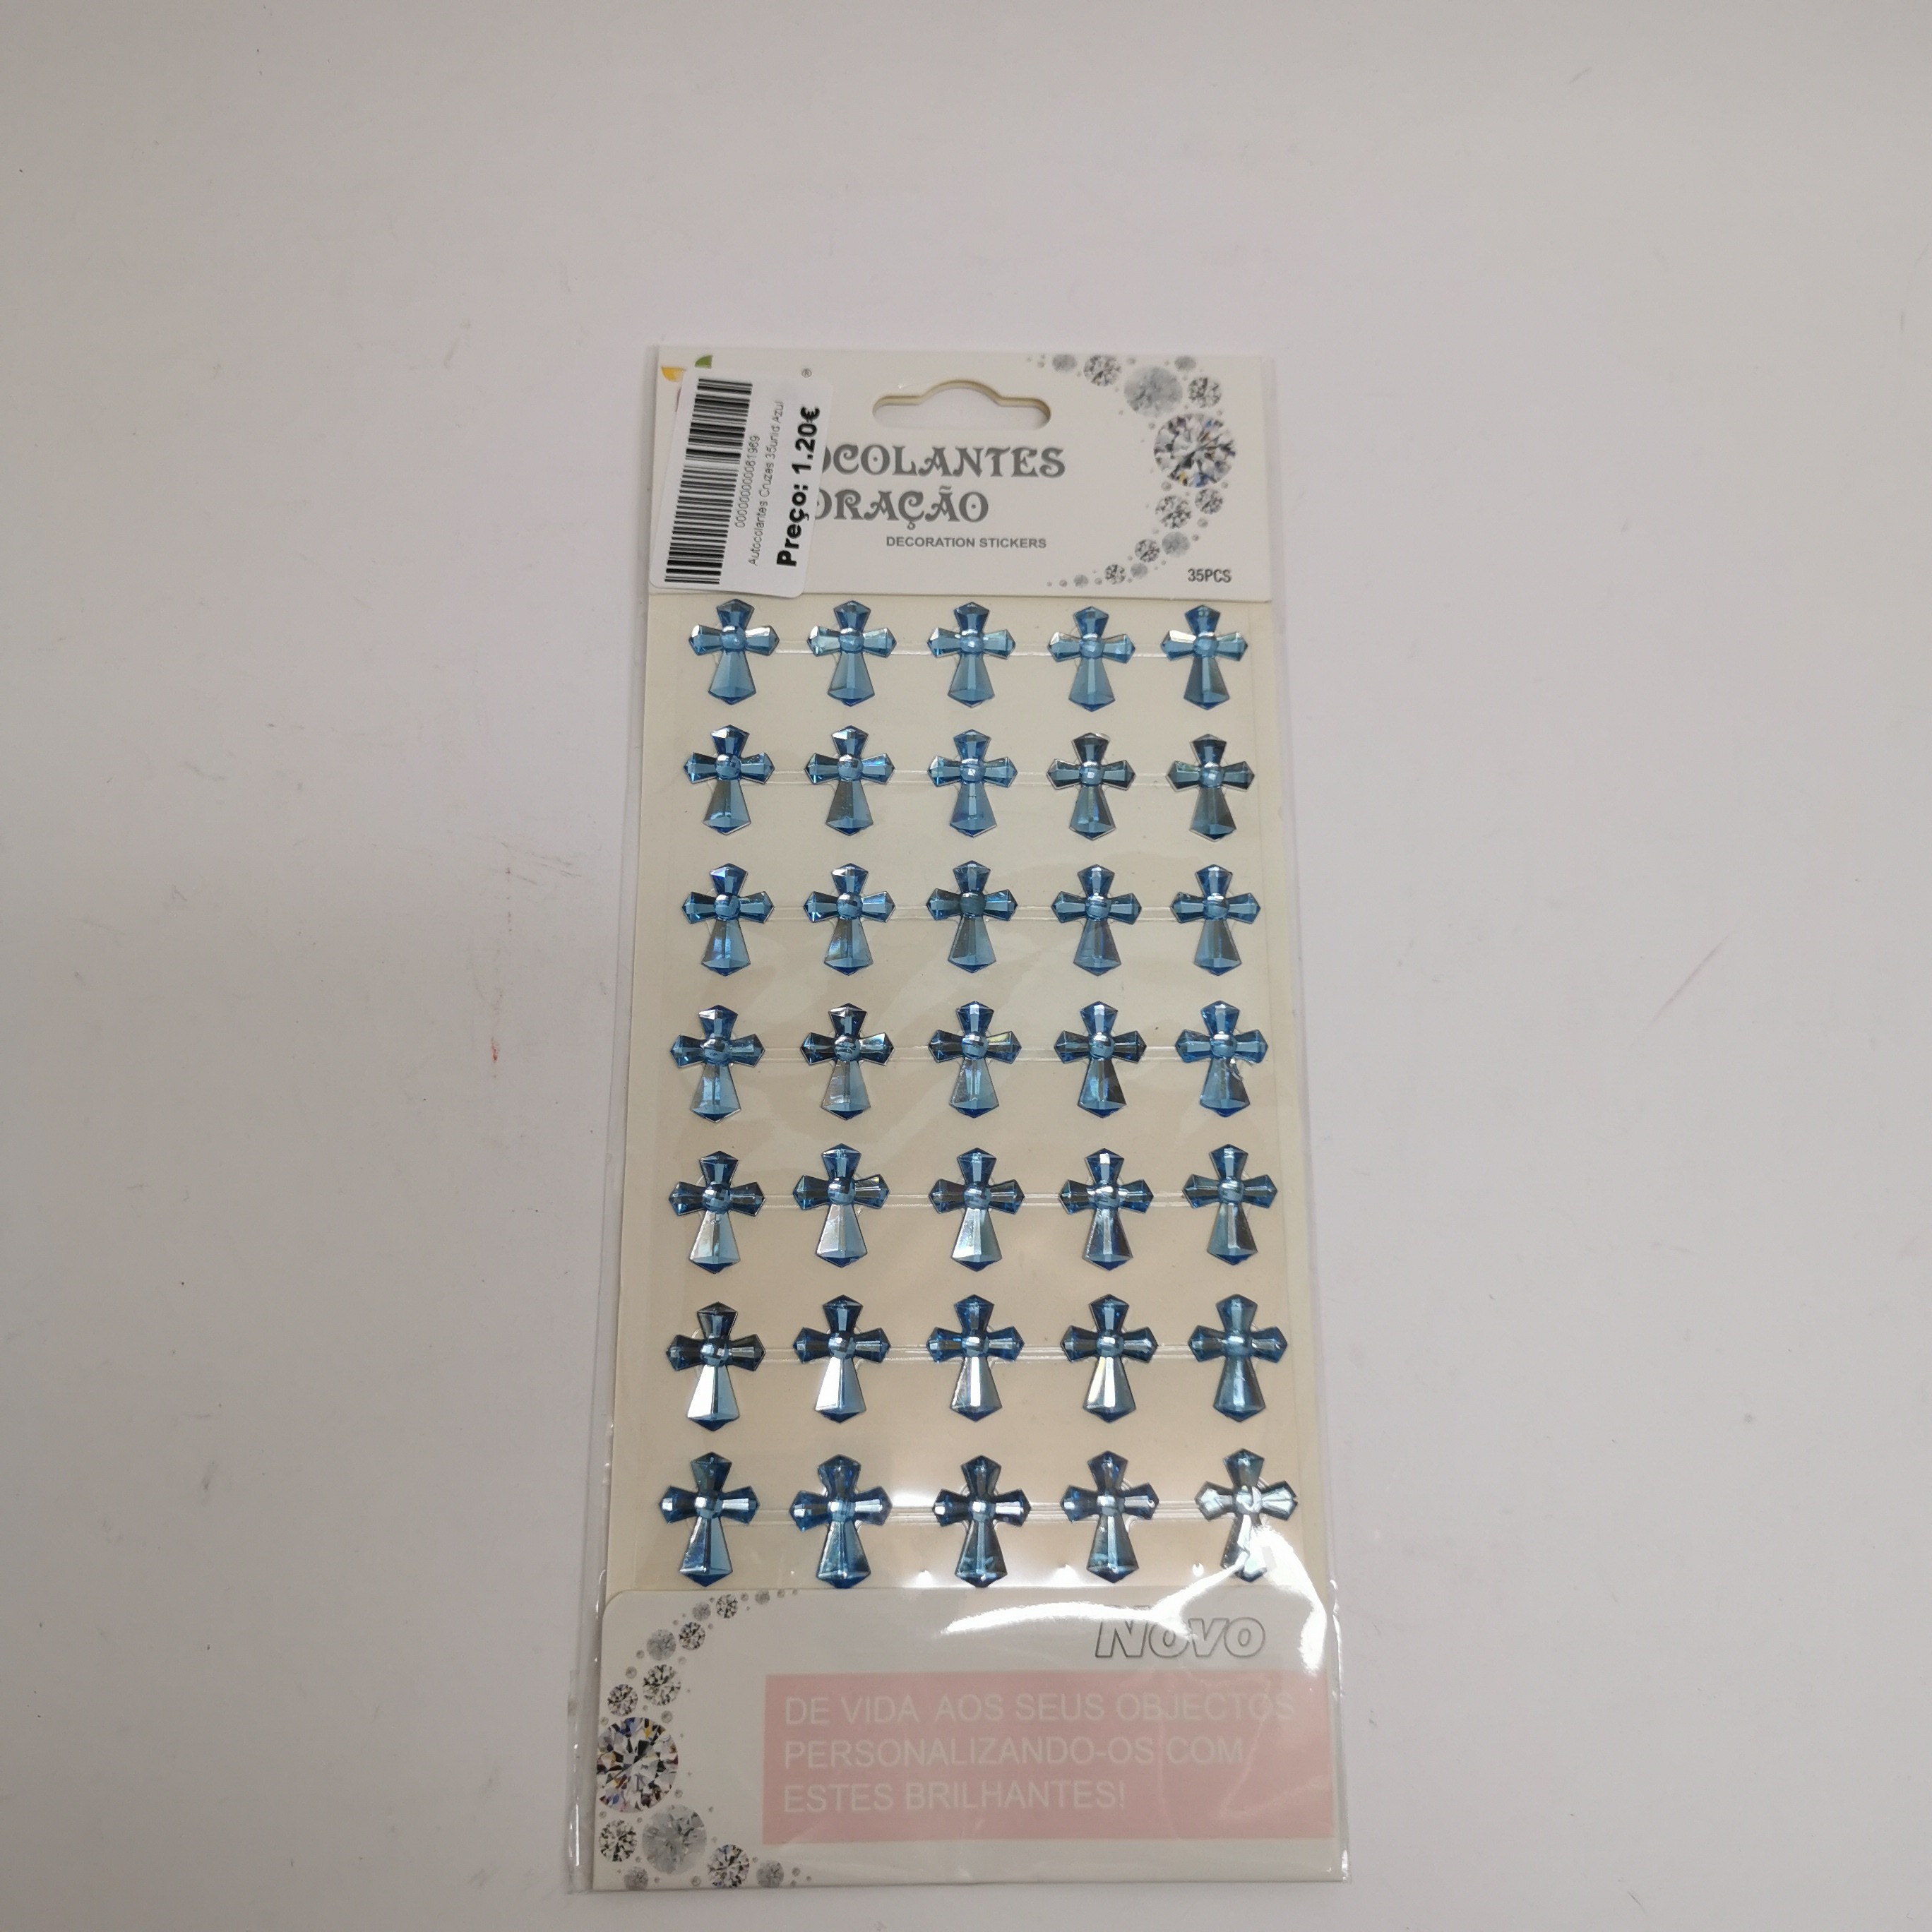 ®
0000000000061969
Autocolantes Cruzes 35unid Azul
Preço: 1.20€
OCOLANTES
ORAÇÃO
DECORATION STICKERS
35PCS
Novo
DE VIDA AOS SEUS OBJECTOS
PERSONALIZANDO-OS COM
ESTES BRILHANTES!